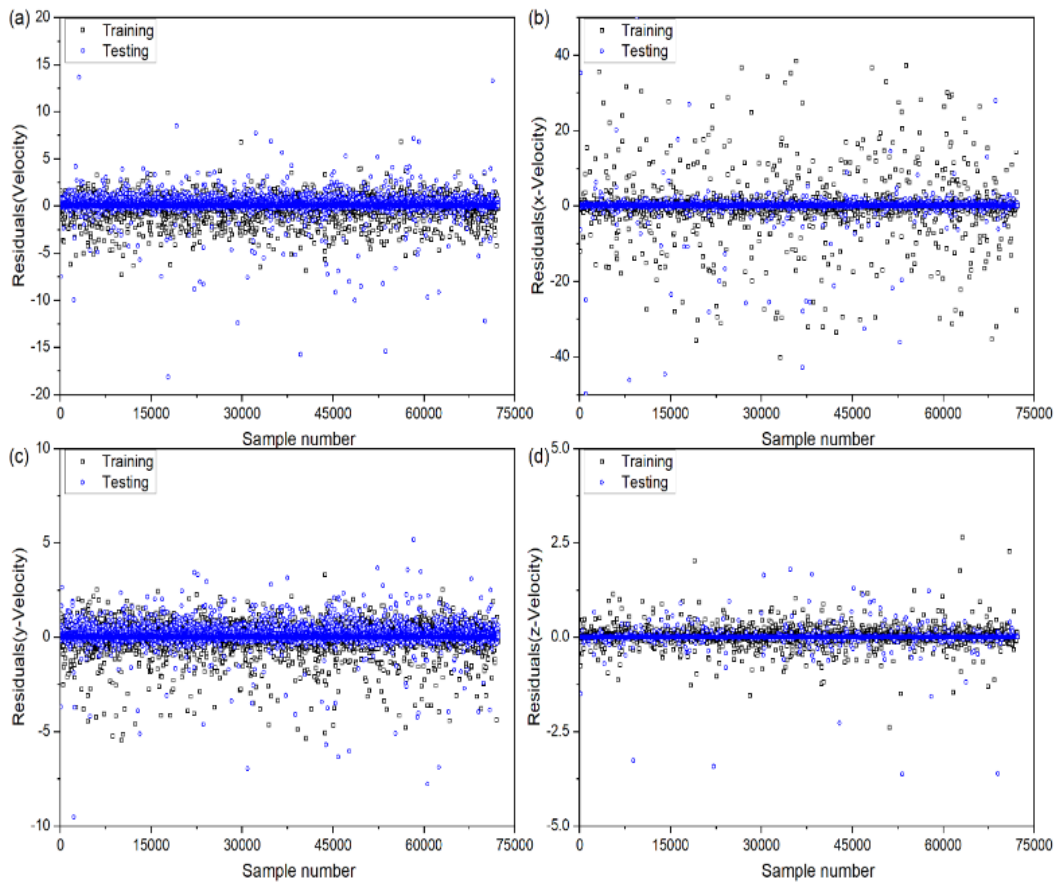 (a)
Training
Testing
Residuals(Velocity)
20
15
10
5
0
-5
-10
-15
-20
0
15000
30000
45000
60000
75000
Sample number
(b)
Training
Testing
Residuals(x-Velocity)
40
20
0
-20
-40
0
15000
30000
45000
60000
75000
Sample number
(c)
Training
Testing
Residuals(y-Velocity)
10
5
0
-5
-10
0
15000
30000
45000
60000
75000
Sample number
(d)
Training
Testing
Residuals(z-Velocity)
5.0
2.5
0.0
-2.5
-5.0
0
15000
30000
45000
60000
75000
Sample number